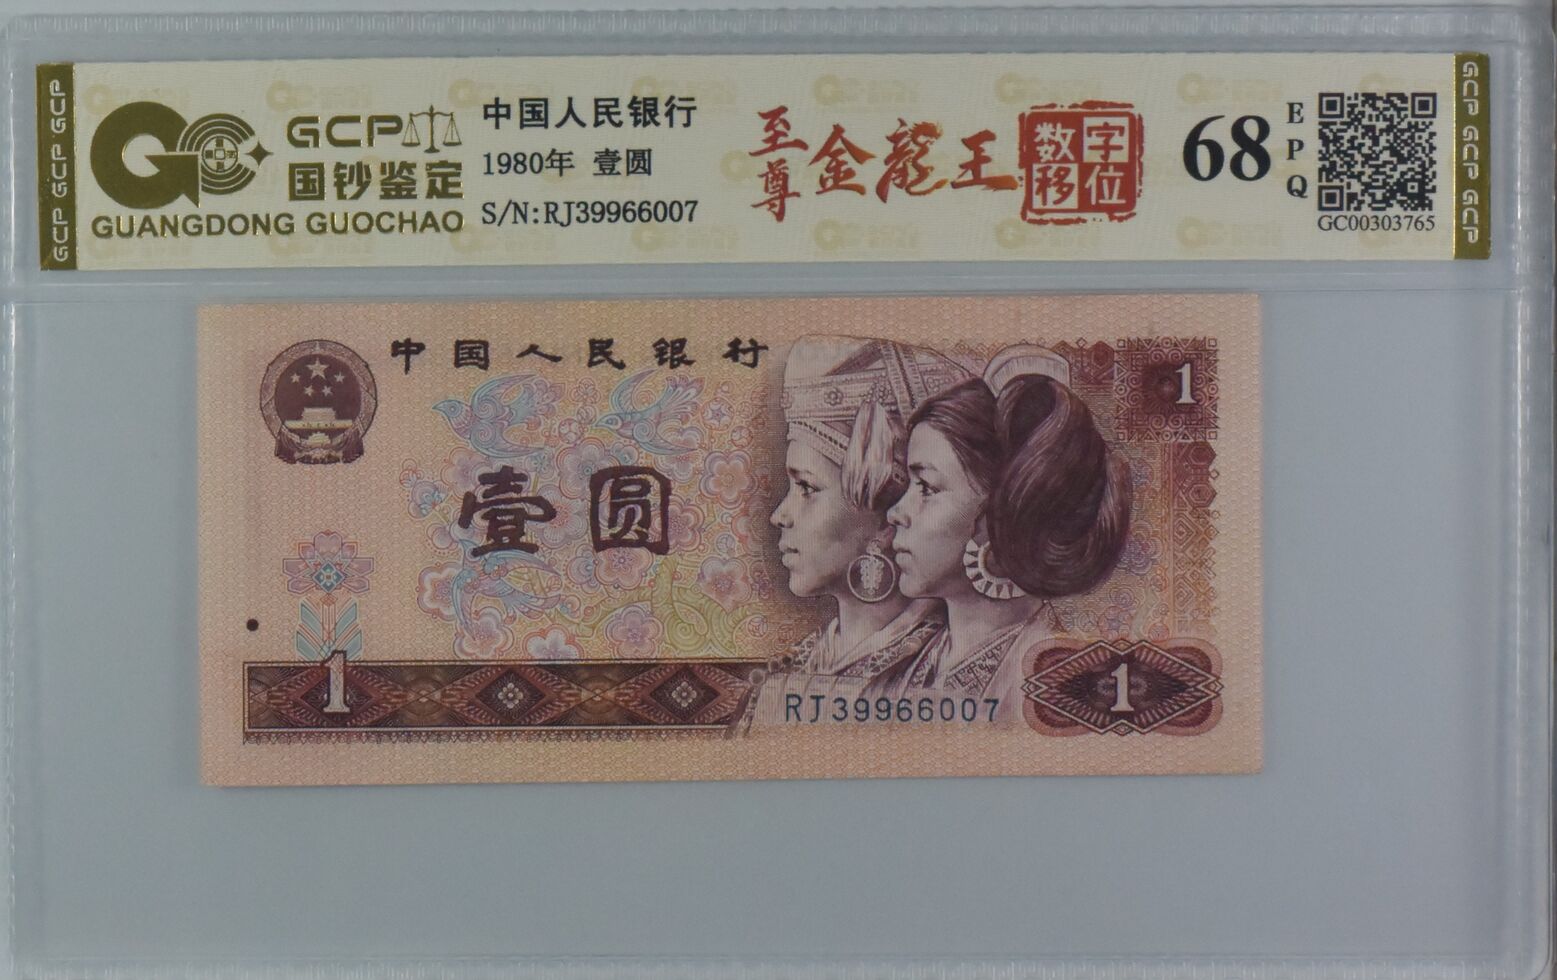 GCP GCP GCP
GCP
国钞鉴定
GUANGDONG GUOCHAO
中国人民银行
1980年 壹圆
S/N:RJ39966007
至尊
金龍王
数字
移位
68
EPQ
GC00303765
GCP GCP GCP
中国人民银行
1
壹圆
1
RJ39966007
1